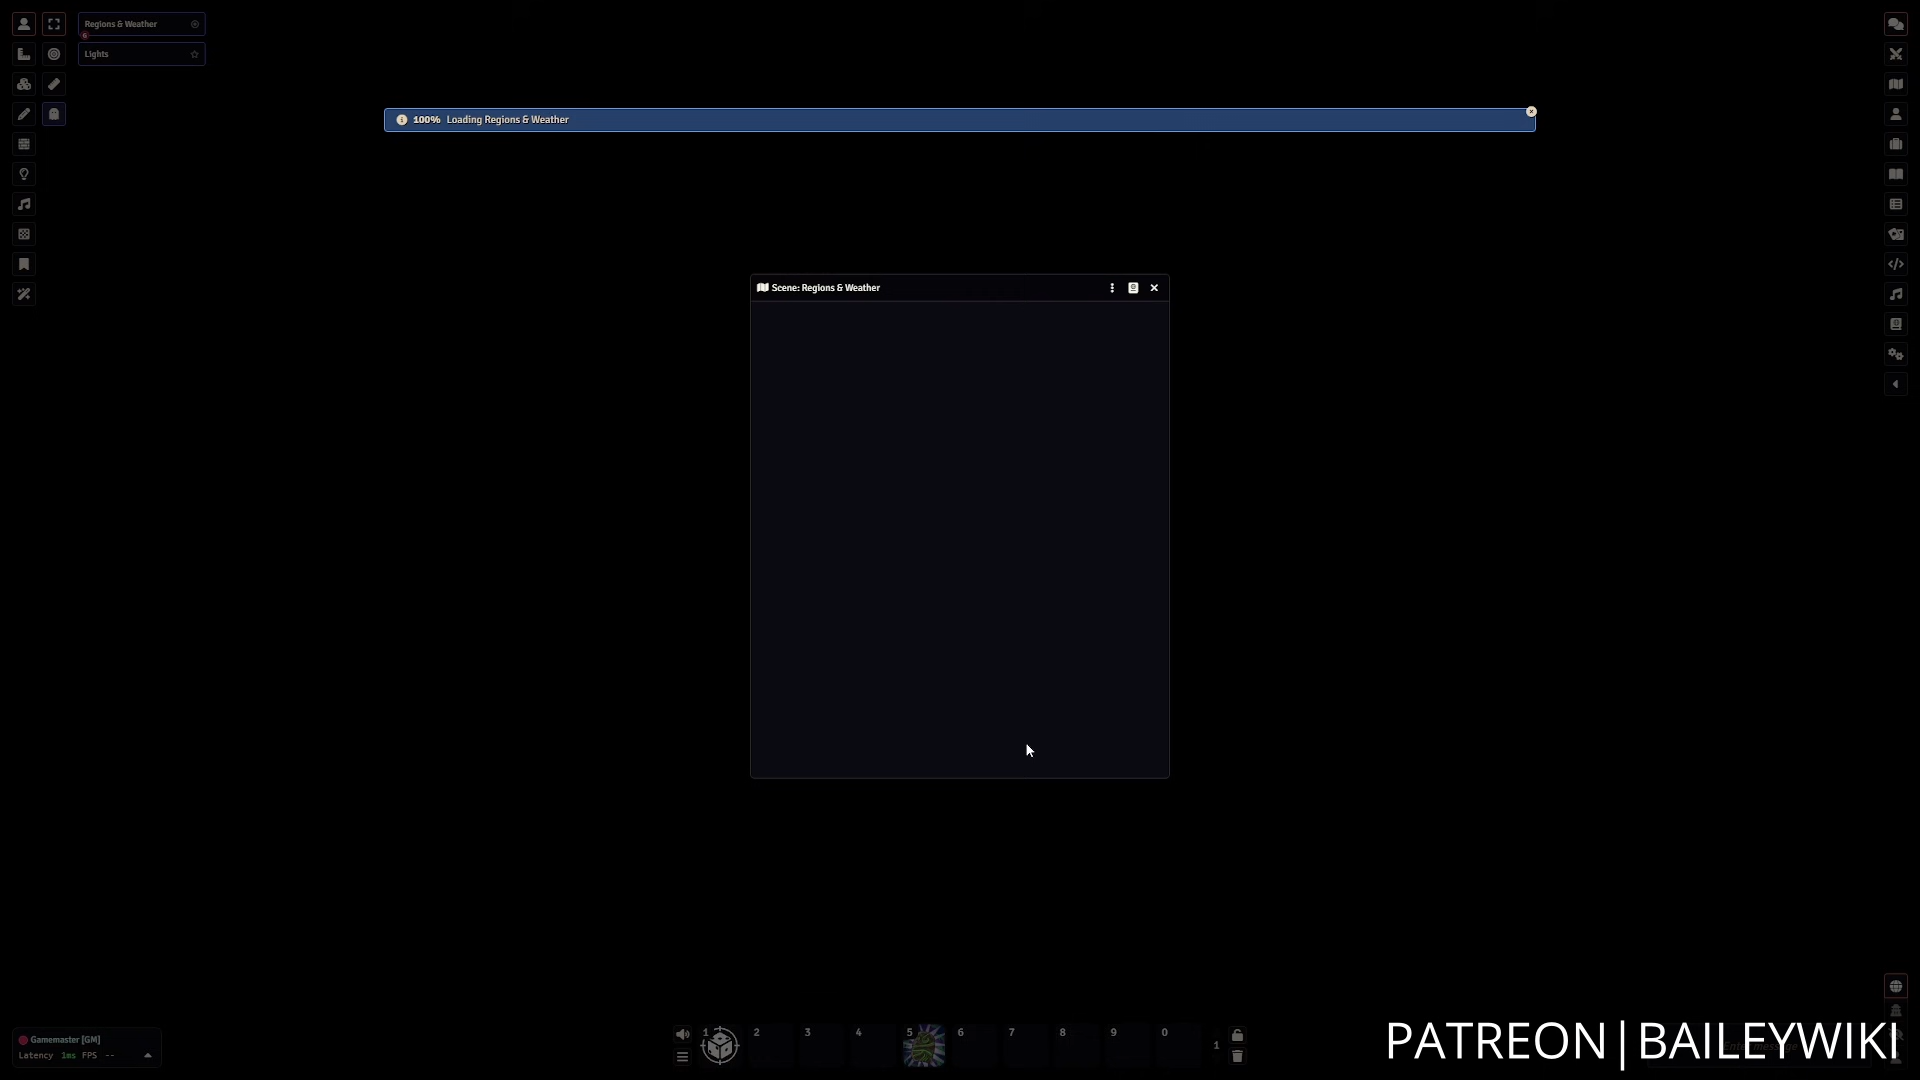 Regions & Weather
G
Lights
100% Loading Regions & Weather
Scene: Regions & Weather
Gamemaster [GM]
Latency 1ms FPS --
1 2 3 4 5 6 7 8 9 0
1
PATREON|BAILEYWIKI